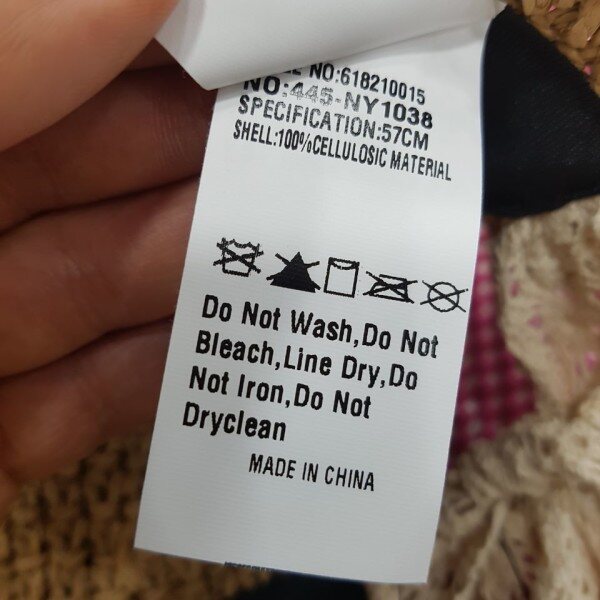 NO:618210015
NO:445-NY1038
SPECIFICATION:57CM
SHELL:100%CELLULOSIC MATERIAL
Do Not Wash,Do Not
Bleach,Line Dry,Do
Not Iron,Do Not
Dryclean
MADE IN CHINA